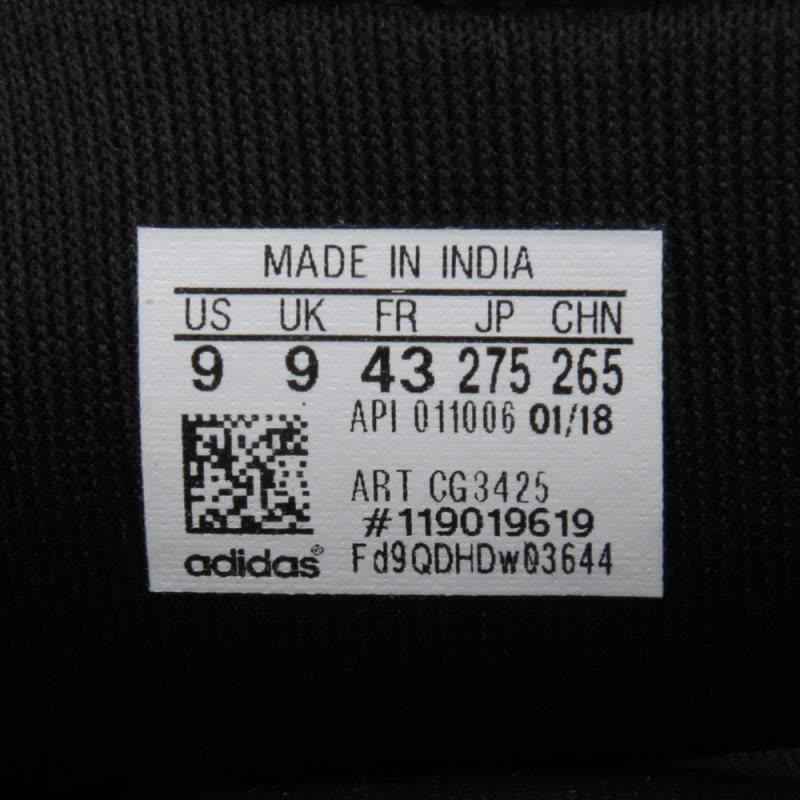 MADE IN INDIA
US UK FR JP CHN
9 9 43 275 265
API 011006 01/18
ART CG3425
#119019619
adidas® Fd9QDHDw03644